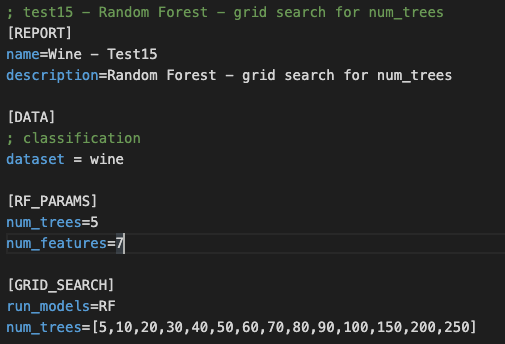 ; test15 – Random Forest – grid search for num_trees
[REPORT]
name=Wine – Test15
description=Random Forest – grid search for num_trees
[DATA]
; classification
dataset = wine
[RF_PARAMS]
num_trees=5
num_features=7
[GRID_SEARCH]
run_models=RF
num_trees=[5,10,20,30,40,50,60,70,80,90,100,150,200,250]